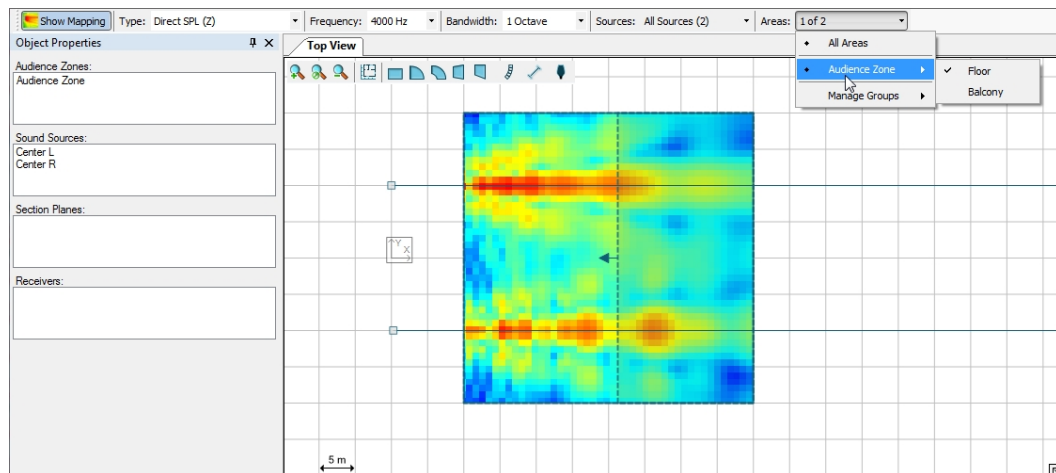 Show Mapping Type: Direct SPL (Z) Frequency: 4000 Hz Bandwidth: 1 Octave Sources: All Sources (2) Areas: 1 of 2
Object Properties
Audience Zones:
Audience Zone
Sound Sources:
Center L
Center R
Section Planes:
Receivers:
Top View
All Areas
Audience Zone
Manage Groups
Floor
Balcony
Y
X
5 m